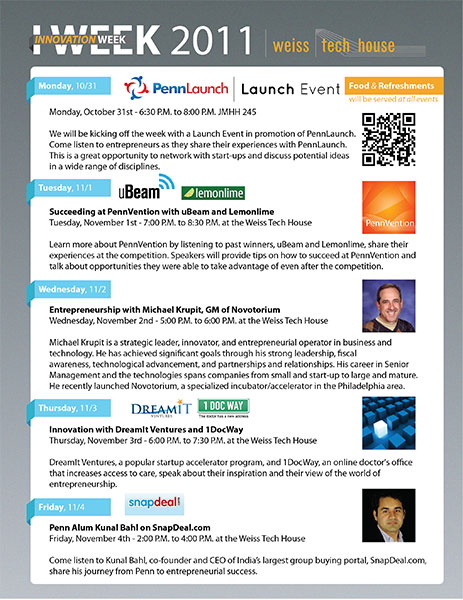 I WEEK 2011
INNOVATION WEEK
weiss tech house
Monday, 10/31
PennLaunch | Launch Event
Food & Refreshments
will be served at all events
Monday, October 31st - 6:30 P.M. to 8:00 P.M. JMHH 245
We will be kicking off the week with a Launch Event in promotion of PennLaunch.
Come listen to entrepreneurs as they share their experiences with PennLaunch.
This is a great opportunity to network with start-ups and discuss potential ideas
in a wide range of disciplines.
Tuesday, 11/1
uBeam
lemonlime
PennVention
Succeeding at PennVention with uBeam and Lemonlime
Tuesday, November 1st - 7:00 P.M. to 8:30 P.M. at the Weiss Tech House
Learn more about PennVention by listening to past winners, uBeam and Lemonlime, share their
experiences at the competition. Speakers will provide tips on how to succeed at PennVention and
talk about opportunities they were able to take advantage of even after the competition.
Wednesday, 11/2
Entrepreneurship with Michael Krupit, GM of Novotorium
Wednesday, November 2nd - 5:00 P.M. to 6:00 P.M. at the Weiss Tech House
Michael Krupit is a strategic leader, innovator, and entrepreneurial operator in business and
technology. He has achieved significant goals through his strong leadership, fiscal
awareness, technological advancement, and partnerships and relationships. His career in Senior
Management and the technologies spans companies from small and start-up to large and mature.
He recently launched Novotorium, a specialized incubator/accelerator in the Philadelphia area.
Thursday, 11/3
DREAMIT
VENTURES
1 DOC WAY
The doctor has a new address
Innovation with DreamIt Ventures and 1DocWay
Thursday, November 3rd - 6:00 P.M. to 7:30 P.M. at the Weiss Tech House
DreamIt Ventures, a popular startup accelerator program, and 1DocWay, an online doctor's office
that increases access to care, speak about their inspiration and their view of the world of
entrepreneurship.
Friday, 11/4
snapdeal
Penn Alum Kunal Bahl on SnapDeal.com
Friday, November 4th - 2:00 P.M. to 4:00 P.M. at the Weiss Tech House
Come listen to Kunal Bahl, co-founder and CEO of India's largest group buying portal, SnapDeal.com,
share his journey from Penn to entrepreneurial success.